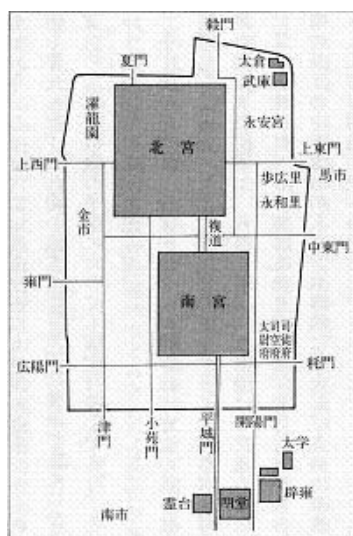 穀門
夏門
太倉
武庫
濯龍園
永安宮
北宮
上西門
上東門
馬市
歩広里
永和里
金市
複道
中東門
雍門
南宮
太尉府
司空府
司徒府
広陽門
耗門
津門
小苑門
平城門
開陽門
太学
辟雍
霊台
明堂
南市